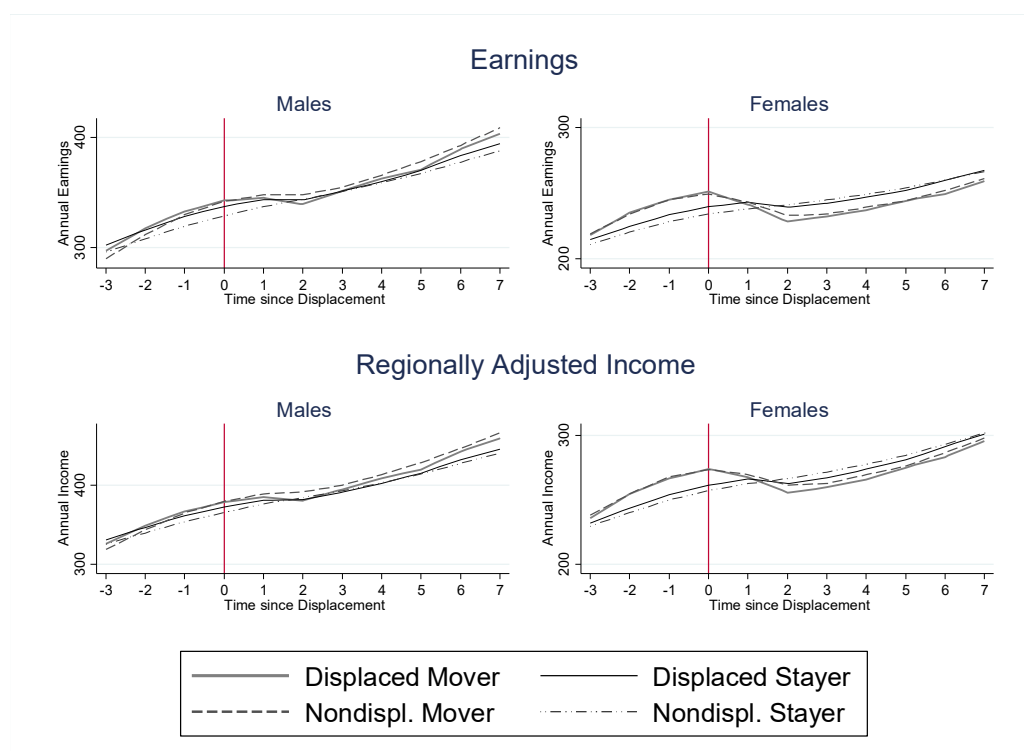 Earnings
Males
Females
Annual Earnings
400
300
-3 -2 -1 0 1 2 3 4 5 6 7
Time since Displacement
Annual Earnings
300
200
-3 -2 -1 0 1 2 3 4 5 6 7
Time since Displacement
Regionally Adjusted Income
Males
Females
Annual Income
400
300
-3 -2 -1 0 1 2 3 4 5 6 7
Time since Displacement
Annual Income
300
200
-3 -2 -1 0 1 2 3 4 5 6 7
Time since Displacement
Displaced Mover
Displaced Stayer
Nondispl. Mover
Nondispl. Stayer